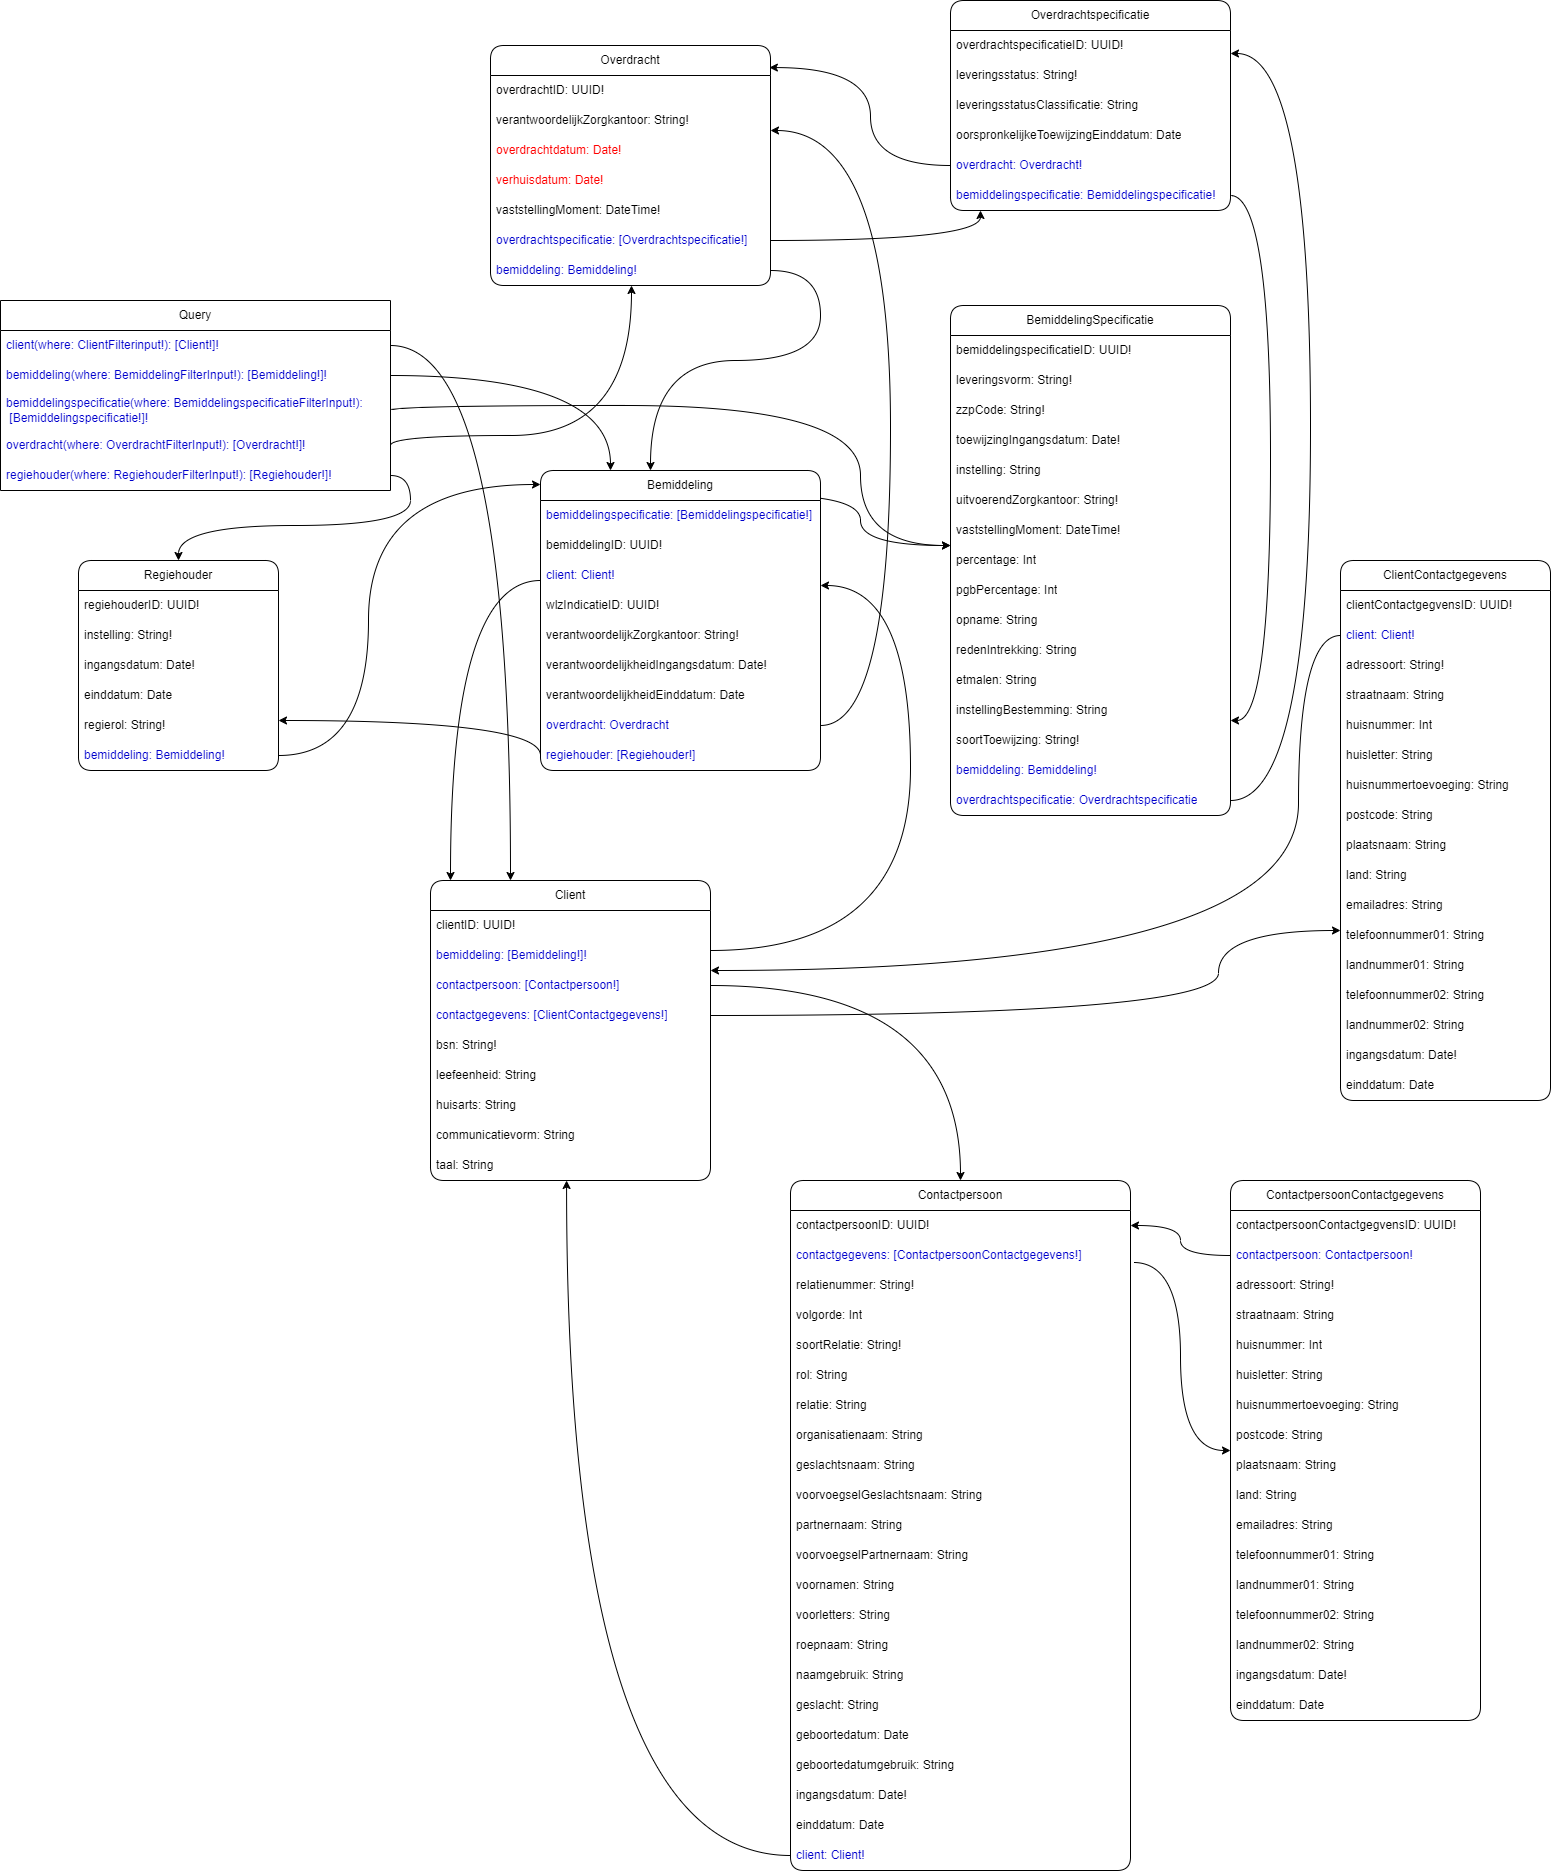 Overdrachtspecificatie
overdrachtspecificatieID: UUID!
leveringsstatus: String!
leveringsstatusClassificatie: String
oorspronkelijkeToewijzingEinddatum: Date
overdracht: Overdracht!
bemiddelingspecificatie: Bemiddelingspecificatie!
Overdracht
overdrachtID: UUID!
verantwoordelijkZorgkantoor: String!
overdrachtdatum: Date!
verhuisdatum: Date!
vaststellingMoment: DateTime!
overdrachtspecificatie: [Overdrachtspecificatie!]
bemiddeling: Bemiddeling!
Query
client(where: ClientFilterinput!): [Client!]!
bemiddeling(where: BemiddelingFilterInput!): [Bemiddeling!]!
bemiddelingspecificatie(where: BemiddelingspecificatieFilterInput!):
[Bemiddelingspecificatie!]!
overdracht(where: OverdrachtFilterInput!): [Overdracht!]!
regiehouder(where: RegiehouderFilterInput!): [Regiehouder!]!
BemiddelingSpecificatie
bemiddelingspecificatieID: UUID!
leveringsvorm: String!
zzpCode: String!
toewijzingIngangsdatum: Date!
instelling: String
uitvoerendZorgkantoor: String!
vaststellingMoment: DateTime!
percentage: Int
pgbPercentage: Int
opname: String
redenIntrekking: String
etmalen: String
instellingBestemming: String
soortToewijzing: String!
bemiddeling: Bemiddeling!
overdrachtspecificatie: Overdrachtspecificatie
Bemiddeling
bemiddelingspecificatie: [Bemiddelingspecificatie!]
bemiddelingID: UUID!
client: Client!
wlzIndicatieID: UUID!
verantwoordelijkZorgkantoor: String!
verantwoordelijkheidIngangsdatum: Date!
verantwoordelijkheidEinddatum: Date
overdracht: Overdracht
regiehouder: [Regiehouder!]
Regiehouder
regiehouderID: UUID!
instelling: String!
ingangsdatum: Date!
einddatum: Date
regierol: String!
bemiddeling: Bemiddeling!
ClientContactgegevens
clientContactgegvensID: UUID!
client: Client!
adressoort: String!
straatnaam: String
huisnummer: Int
huisletter: String
huisnummertoevoeging: String
postcode: String
plaatsnaam: String
land: String
emailadres: String
telefoonnummer01: String
landnummer01: String
telefoonnummer02: String
landnummer02: String
ingangsdatum: Date!
einddatum: Date
Client
clientID: UUID!
bemiddeling: [Bemiddeling!]!
contactpersoon: [Contactpersoon!]
contactgegevens: [ClientContactgegevens!]
bsn: String!
leefeenheid: String
huisarts: String
communicatievorm: String
taal: String
Contactpersoon
contactpersoonID: UUID!
contactgegevens: [ContactpersoonContactgegevens!]
relatienummer: String!
volgorde: Int
soortRelatie: String!
rol: String
relatie: String
organisatienaam: String
geslachtsnaam: String
voorvoegselGeslachtsnaam: String
partnernaam: String
voorvoegselPartnernaam: String
voornamen: String
voorletters: String
roepnaam: String
naamgebruik: String
geslacht: String
geboortedatum: Date
geboortedatumgebruik: String
ingangsdatum: Date!
einddatum: Date
client: Client!
ContactpersoonContactgegevens
contactpersoonContactgegvensID: UUID!
contactpersoon: Contactpersoon!
adressoort: String!
straatnaam: String
huisnummer: Int
huisletter: String
huisnummertoevoeging: String
postcode: String
plaatsnaam: String
land: String
emailadres: String
telefoonnummer01: String
landnummer01: String
telefoonnummer02: String
landnummer02: String
ingangsdatum: Date!
einddatum: Date